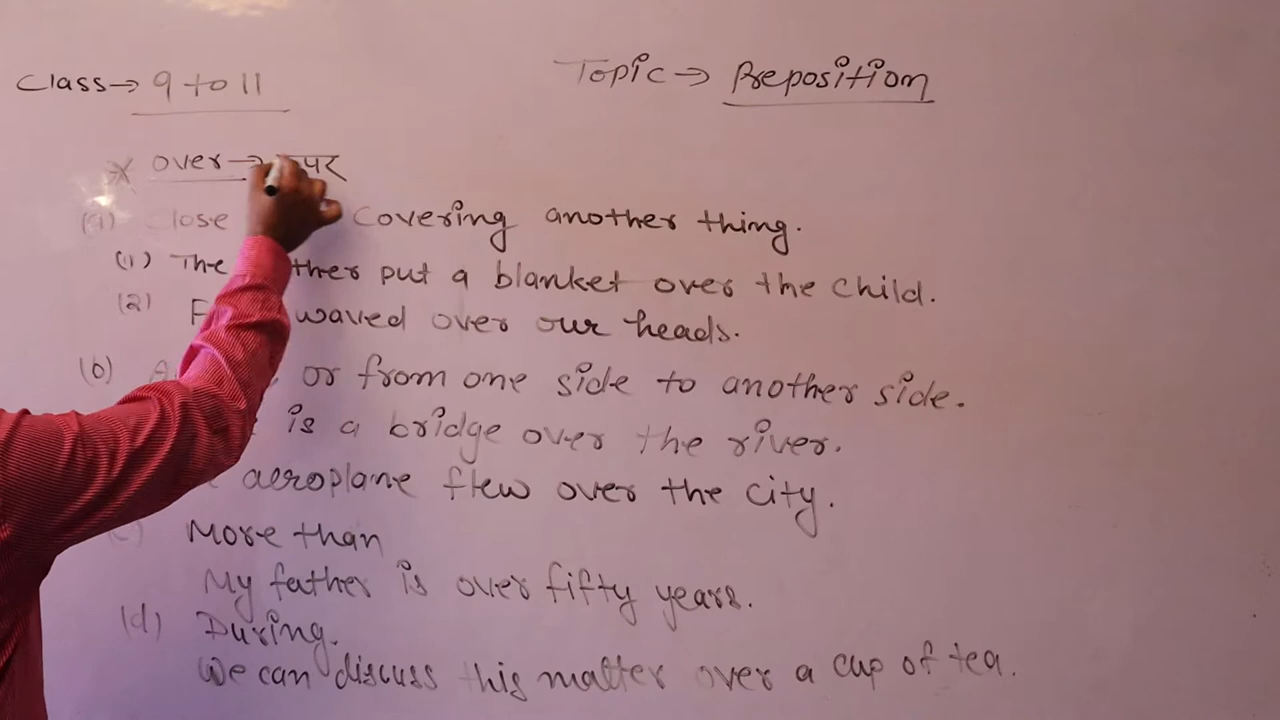 Class→ 9 to 11
Topic→ Preposition
* over→ पर
(a) lose covering another thing.
(1) The ther put a blanket over the child.
(2) F waved over our heads.
(b) A , or from one side to another side.
is a bridge over the river.
aeroplane flew over the city.
(c) More than
My father is over fifty years.
(d) During.
We can discuss this matter over a cup of tea.